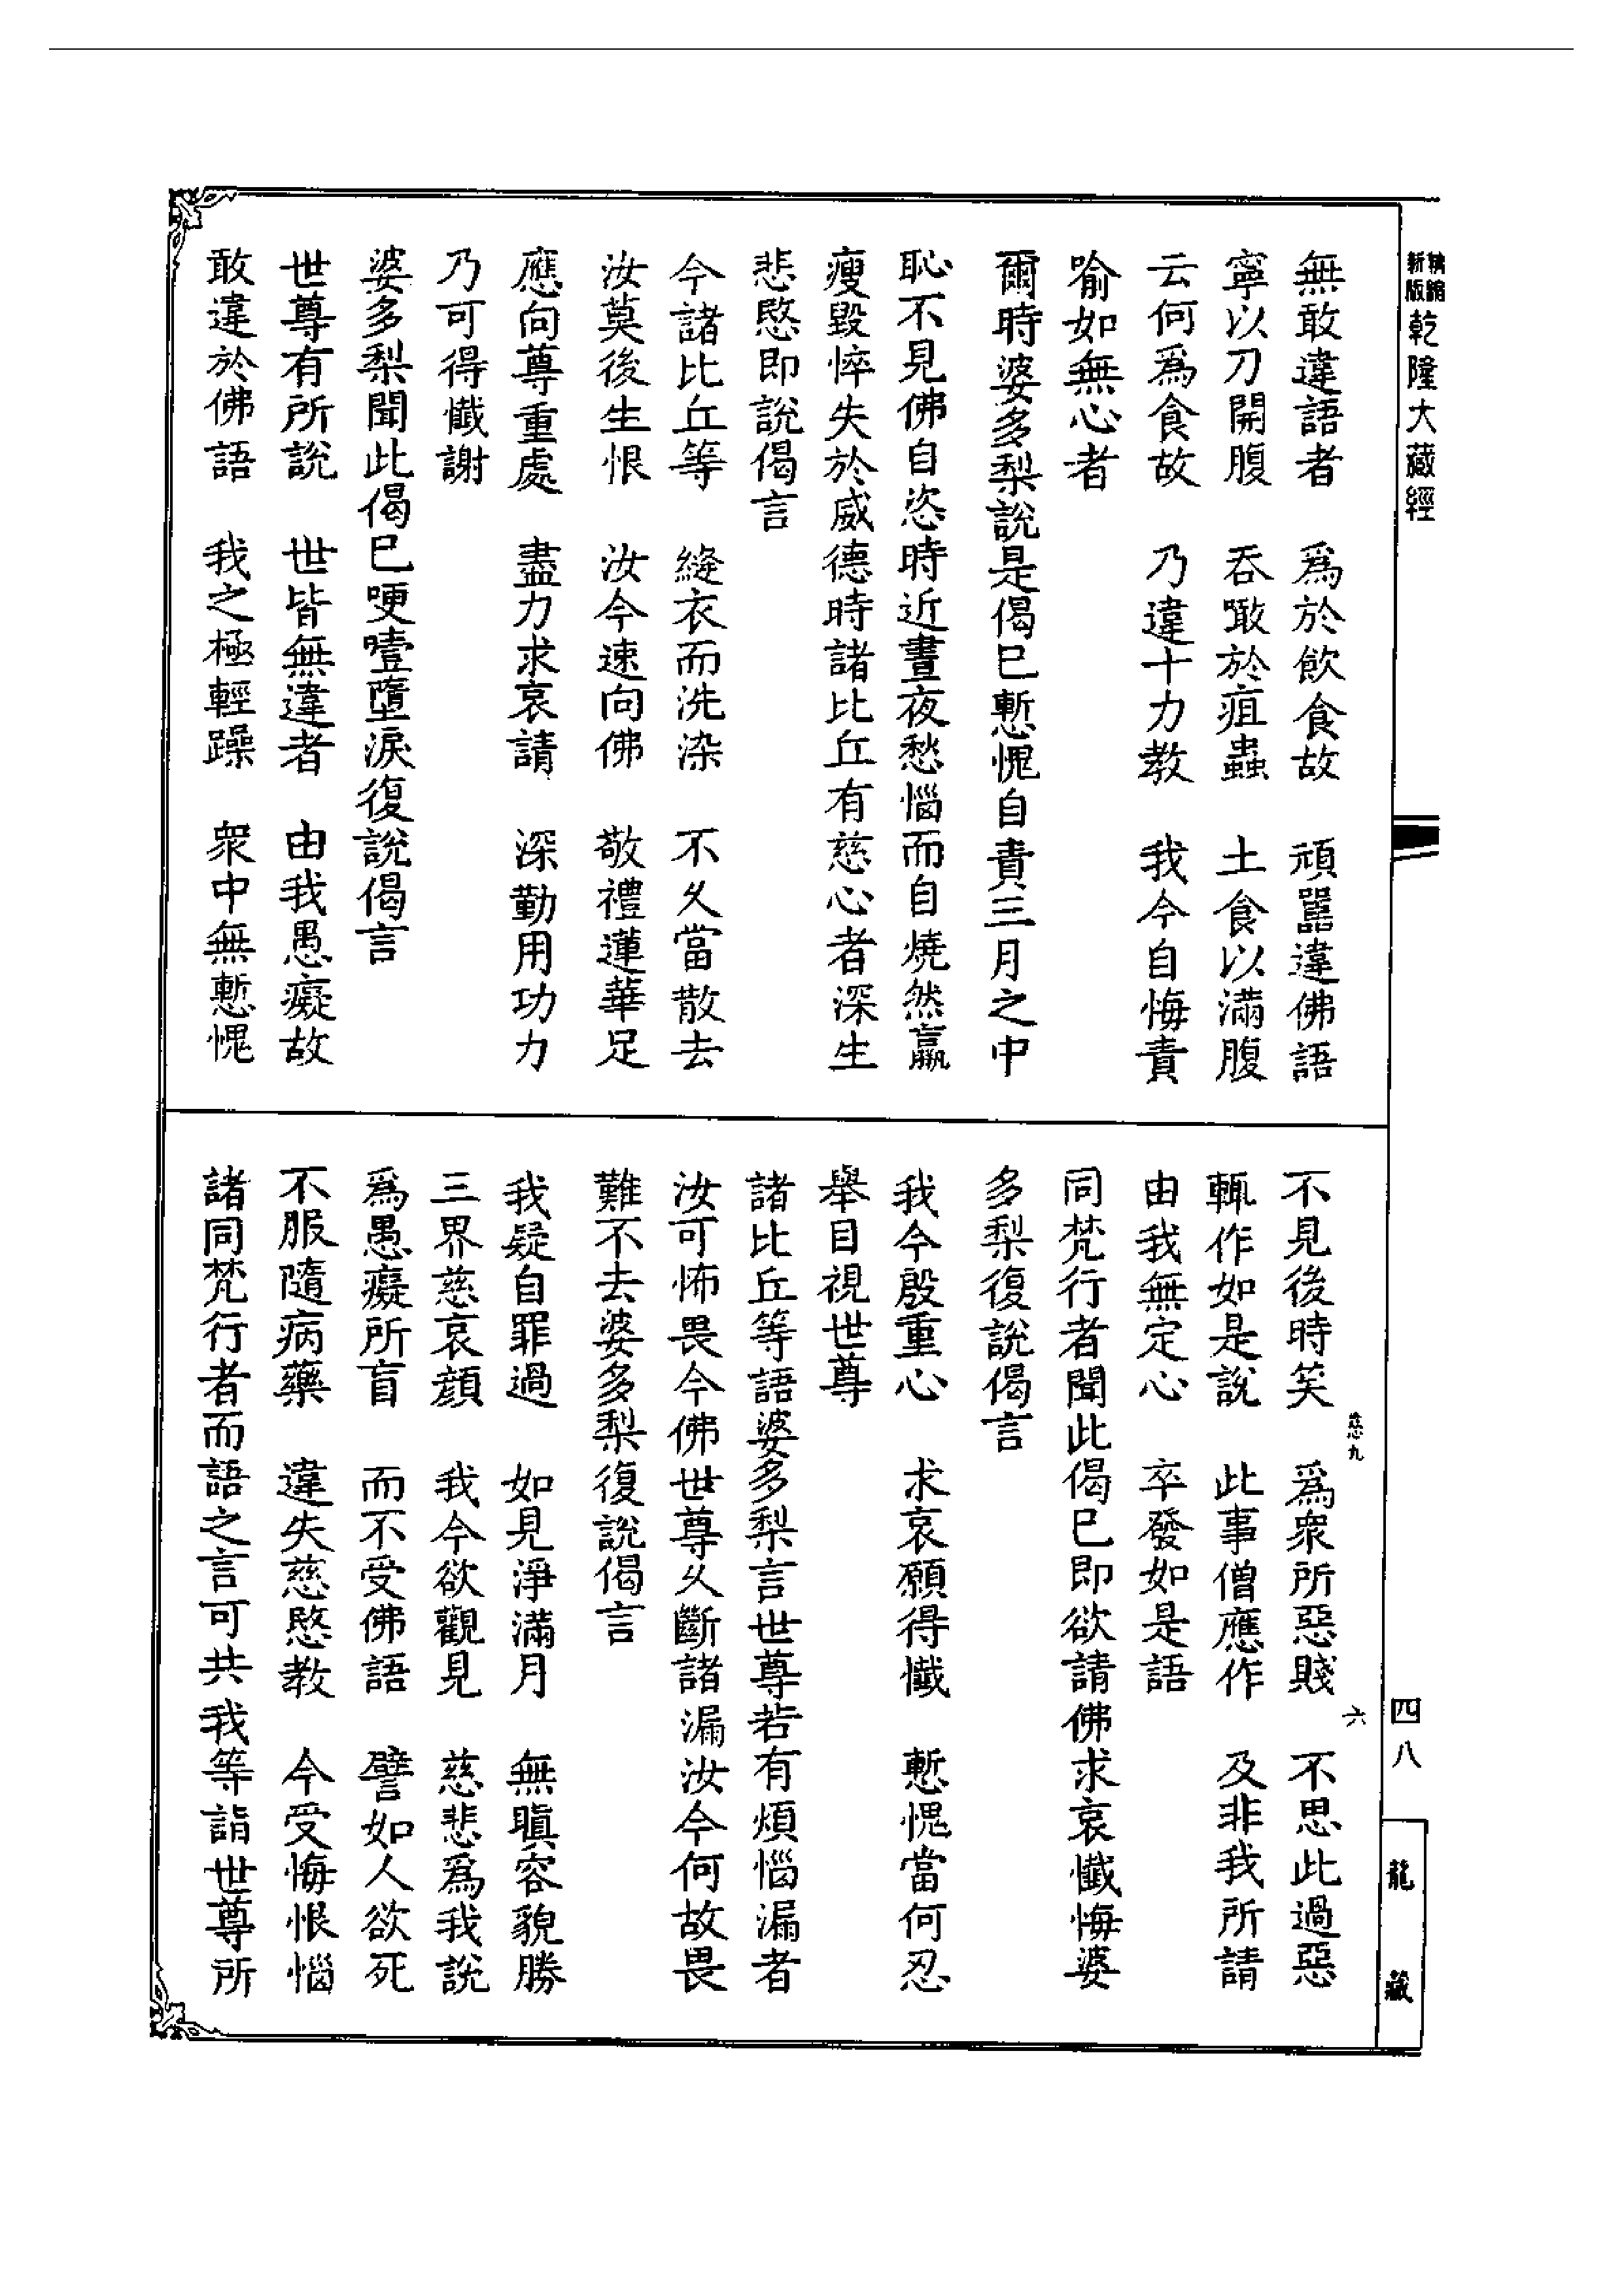 精縮
新版
乾隆大藏經
無敢違語者　為於飲食故　頑嚚違佛語
寧以刀開腹　吞噉於疽蟲　土食以滿腹
云何為食故　乃違十力教　我今自悔責
喻如無心者
爾時婆多梨說是偈已慙愧自責三月之中
恥不見佛自恣時近晝夜愁惱而自燒然羸
瘦毀悴失於威德時諸比丘有慈心者深生
悲愍即說偈言
今諸比丘等　縫衣而洗染　不久當散去
汝莫後生恨　汝今速向佛　敬禮蓮華足
應向尊重處　盡力求哀請　深勤用功力
乃可得懺謝
婆多梨聞此偈已哽噎墮淚復說偈言
世尊有所說　世皆無違者　由我愚癡故
敢違於佛語　我之極輕躁　衆中無慙愧
不見後時笑　為衆所惡賤　不思此過惡
輒作如是說　此事僧應作　及非我所請
由我無定心　卒發如是語
同梵行者聞此偈已即欲請佛求哀懺悔婆
多梨復說偈言
我今殷重心　求哀願得懺　慙愧當何忍
舉目視世尊
諸比丘等語婆多梨言世尊若有煩惱漏者
汝可怖畏今佛世尊久斷諸漏汝今何故畏
難不去婆多梨復說偈言
我疑自罪過　如見淨滿月　無瞋容貌勝
三界慈哀顏　我今欲觀見　慈悲為我說
為愚癡所盲　而不受佛語　譬如人欲死
不服隨病藥　違失慈愍教　今受悔恨惱
諸同梵行者而語之言可共我等詣世尊所
慈九
六
四八
龍藏